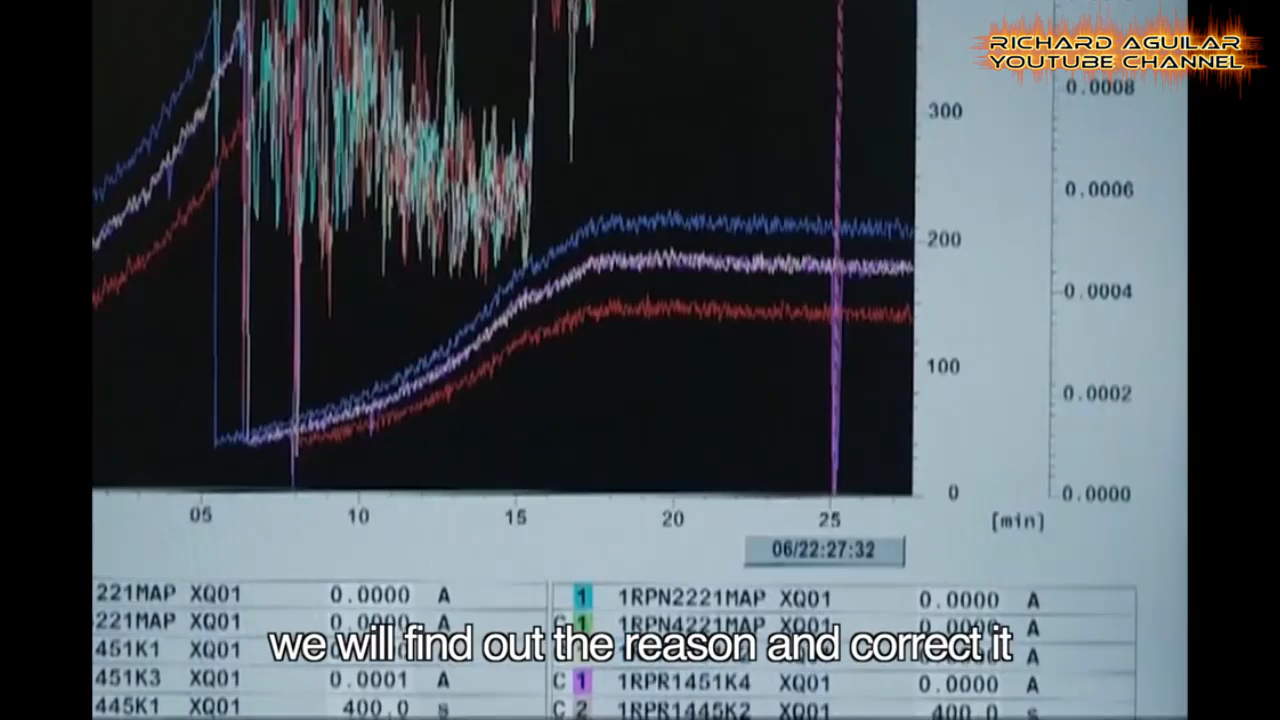 RICHARD AGUILAR
YOUTUBE CHANNEL
0.0008
300
0.0006
200
0.0004
100
0.0002
0
0.0000
05 10 15 20 25 [min]
06/22:27:32
221MAP XQ01 0.0000 A 1 1RPN2221MAP XQ01 0.0000 A
221MAP XQ01 A C 1 1RPN4221MAP XQ01 A
451K1 XQ01 A
we will find out the reason and correct it
451K3 XQ01 0.0001 A C 1 1RPR1451K4 XQ01 0.0000 A
445K1 XQ01 400.0 s C 2 1RPR1445K2 XQ01 400.0 s